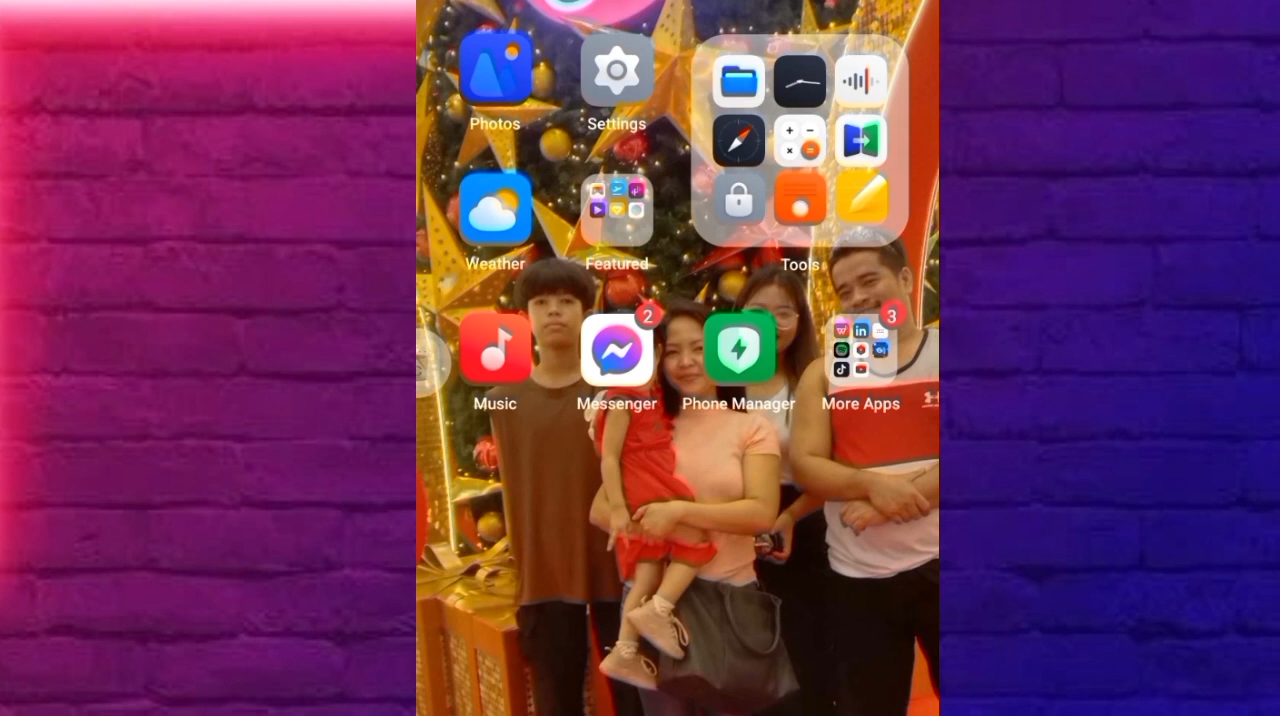 Photos
Settings
Weather
Featured
Tools
2
3
Music
Messenger
Phone Manager
More Apps